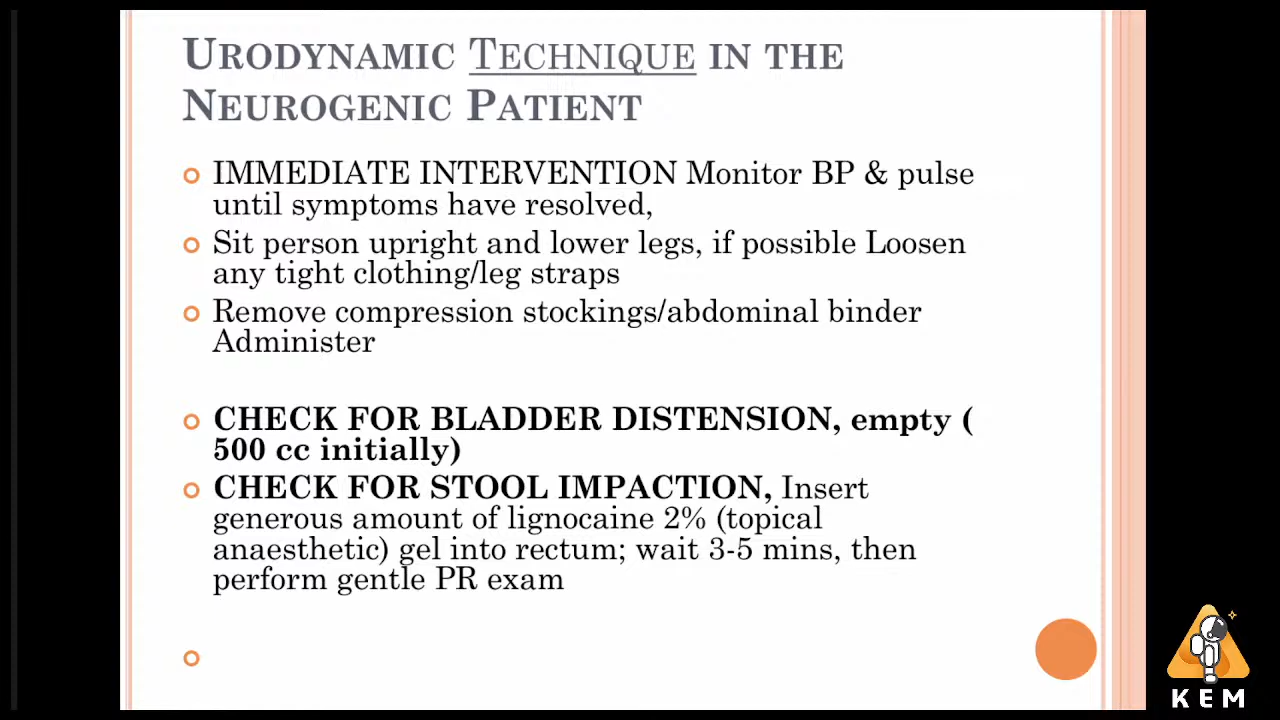 URODYNAMIC TECHNIQUE IN THE
NEUROGENIC PATIENT
IMMEDIATE INTERVENTION Monitor BP & pulse
until symptoms have resolved,
Sit person upright and lower legs, if possible Loosen
any tight clothing/leg straps
Remove compression stockings/abdominal binder
Administer
CHECK FOR BLADDER DISTENSION, empty (
500 cc initially)
CHECK FOR STOOL IMPACTION, Insert
generous amount of lignocaine 2% (topical
anaesthetic) gel into rectum; wait 3-5 mins, then
perform gentle PR exam
KEM